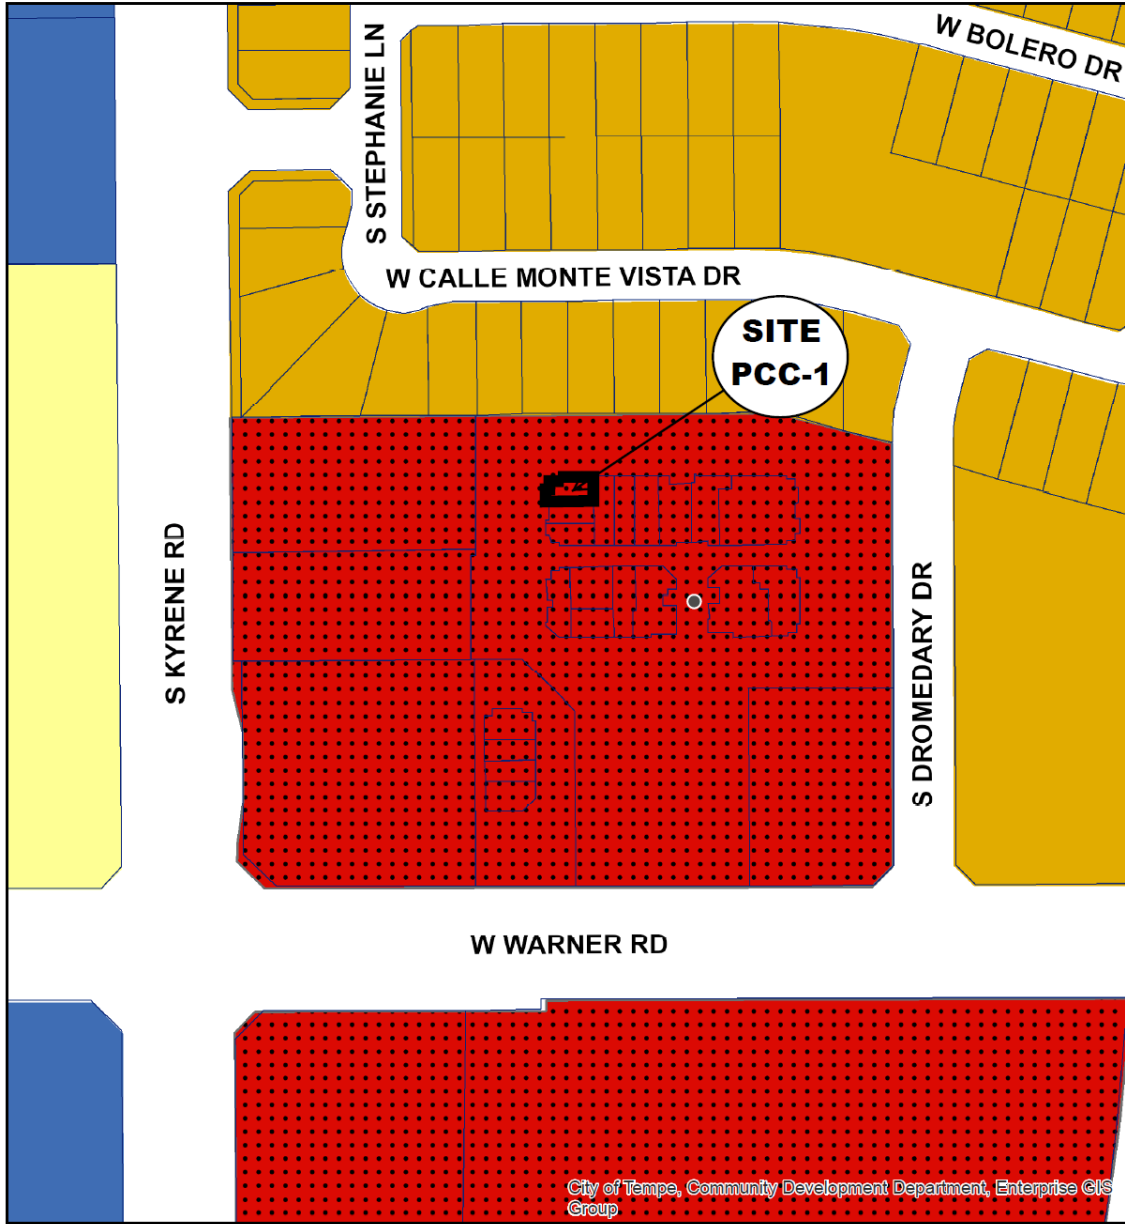 W BOLERO DR
S STEPHANIE LN
W CALLE MONTE VISTA DR
SITE
PCC-1
S KYRENE RD
S DROMEDARY DR
W WARNER RD
City of Tempe, Community Development Department, Enterprise GIS
Group